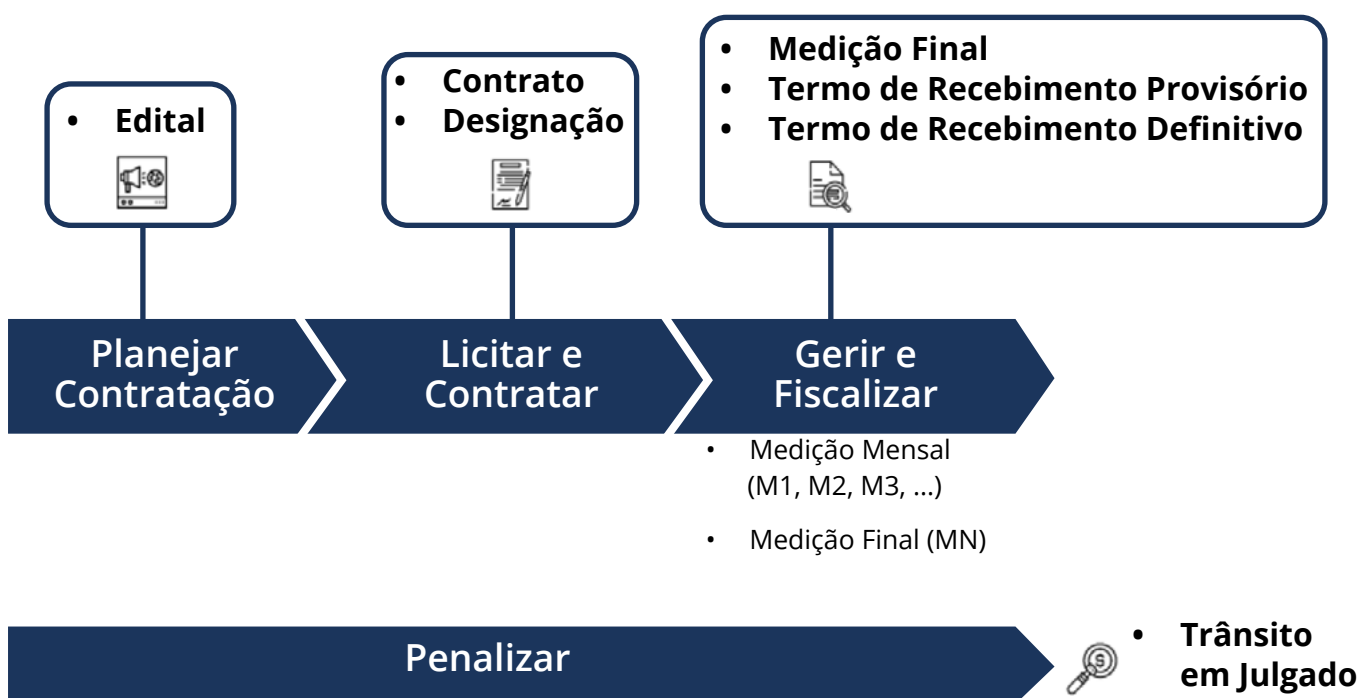 • Edital
• Contrato
• Designação
• Medição Final
• Termo de Recebimento Provisório
• Termo de Recebimento Definitivo
Planejar
Contratação
Licitar e
Contratar
Gerir e
Fiscalizar
• Medição Mensal
(M1, M2, M3, ...)
• Medição Final (MN)
Penalizar
• Trânsito
em Julgado